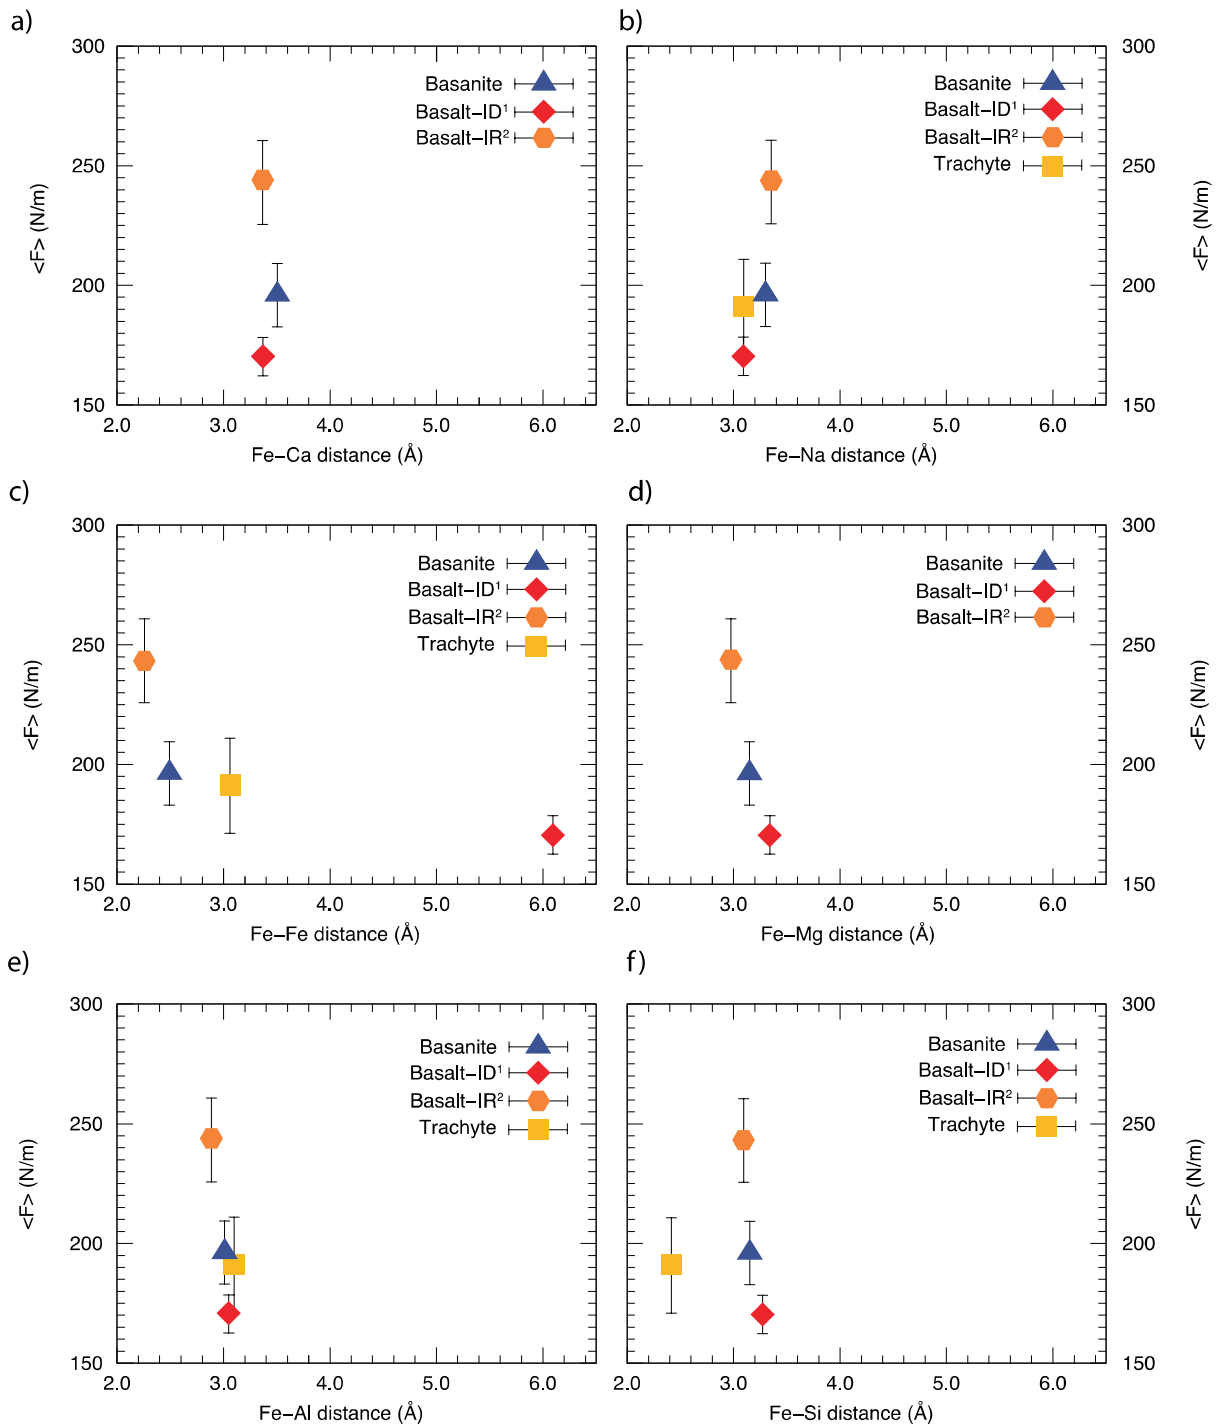 a)
300
250
200
150
<F> (N/m)
Basanite
Basalt–ID¹
Basalt–IR²
2.0 3.0 4.0 5.0 6.0
Fe–Ca distance (Å)
b)
300
250
200
150
<F> (N/m)
Basanite
Basalt–ID¹
Basalt–IR²
Trachyte
2.0 3.0 4.0 5.0 6.0
Fe–Na distance (Å)
c)
300
250
200
150
<F> (N/m)
Basanite
Basalt–ID¹
Basalt–IR²
Trachyte
2.0 3.0 4.0 5.0 6.0
Fe–Fe distance (Å)
d)
300
250
200
150
<F> (N/m)
Basanite
Basalt–ID¹
Basalt–IR²
2.0 3.0 4.0 5.0 6.0
Fe–Mg distance (Å)
e)
300
250
200
150
<F> (N/m)
Basanite
Basalt–ID¹
Basalt–IR²
Trachyte
2.0 3.0 4.0 5.0 6.0
Fe–Al distance (Å)
f)
300
250
200
150
<F> (N/m)
Basanite
Basalt–ID¹
Basalt–IR²
Trachyte
2.0 3.0 4.0 5.0 6.0
Fe–Si distance (Å)